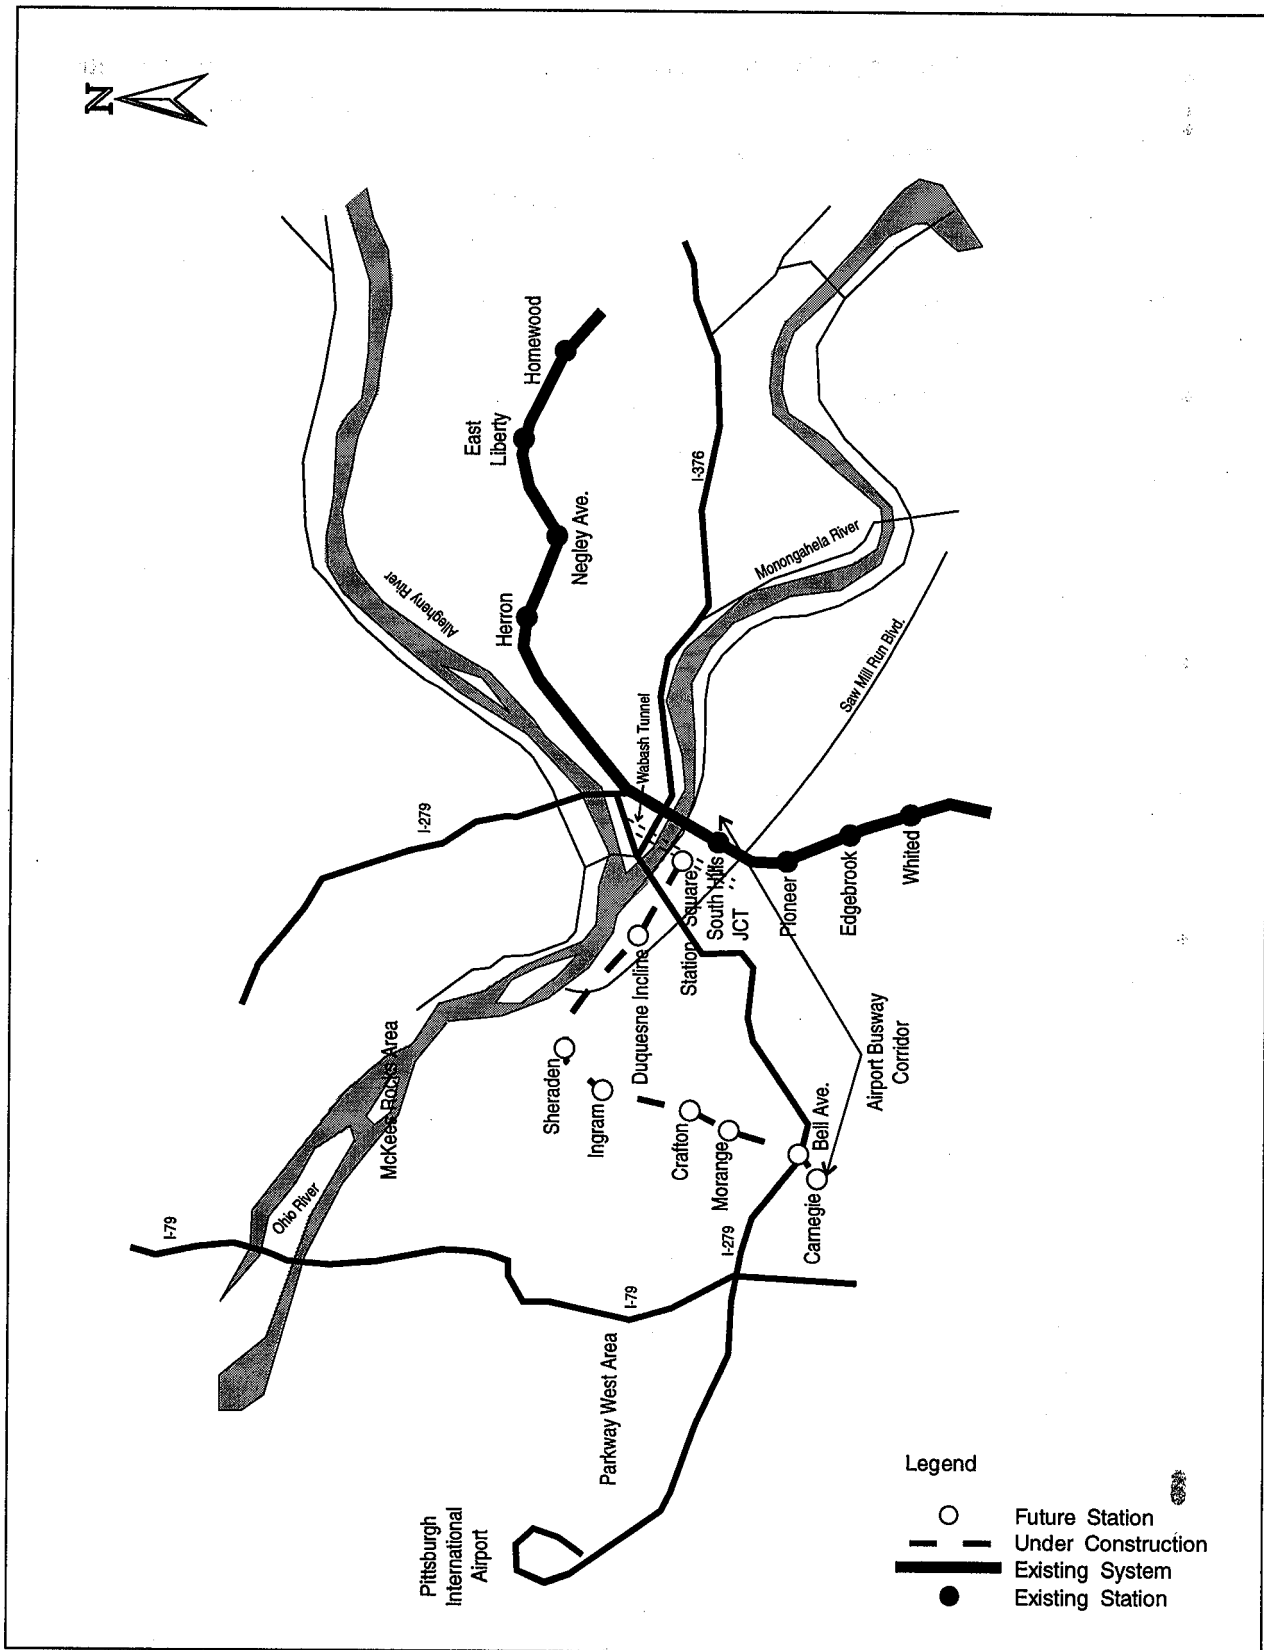 N
Homewood
East
Liberty
Negley Ave.
Herron
I-376
Allegheny River
Monongahela River
Saw Mill Run Blvd.
Wabash Tunnel
I-279
Whited
Edgebrook
Pioneer
South Hills
JCT
Station Square
Duquesne Incline
Sheraden
Ingram
Crafton
Morange
Bell Ave.
Carnegie
Airport Busway
Corridor
McKees Rocks Area
Ohio River
I-79
I-279
I-79
Parkway West Area
Pittsburgh
International
Airport
Legend
Future Station
Under Construction
Existing System
Existing Station